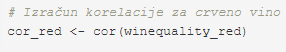 # Izračun korelacije za crveno vino
cor_red <- cor(winequality_red)